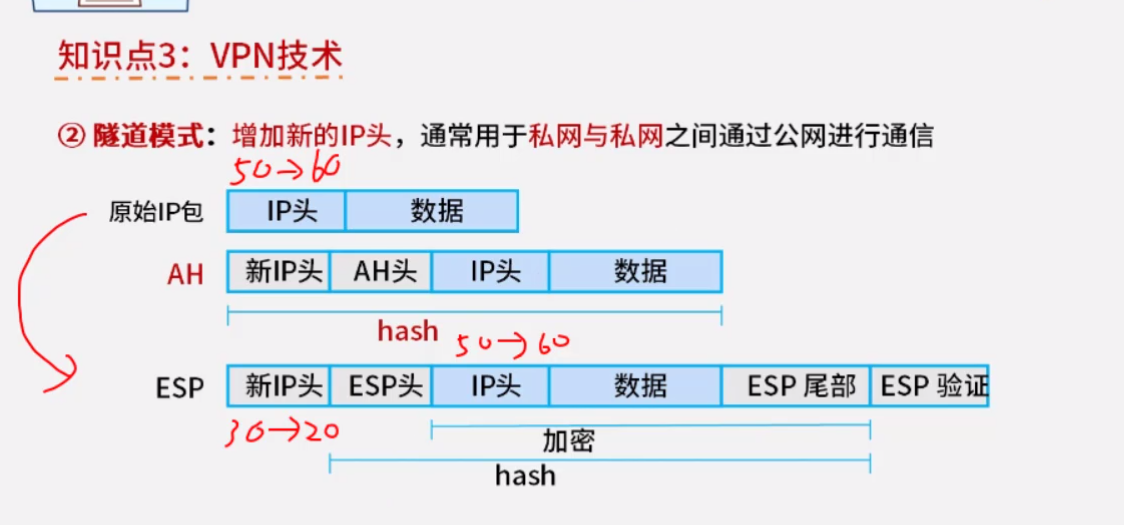 知识点3：VPN技术
② 隧道模式：增加新的IP头，通常用于私网与私网之间通过公网进行通信
50→60
原始IP包 IP头 数据
AH 新IP头 AH头 IP头 数据
hash
50→60
ESP 新IP头 ESP头 IP头 数据 ESP 尾部 ESP 验证
30→20
加密
hash